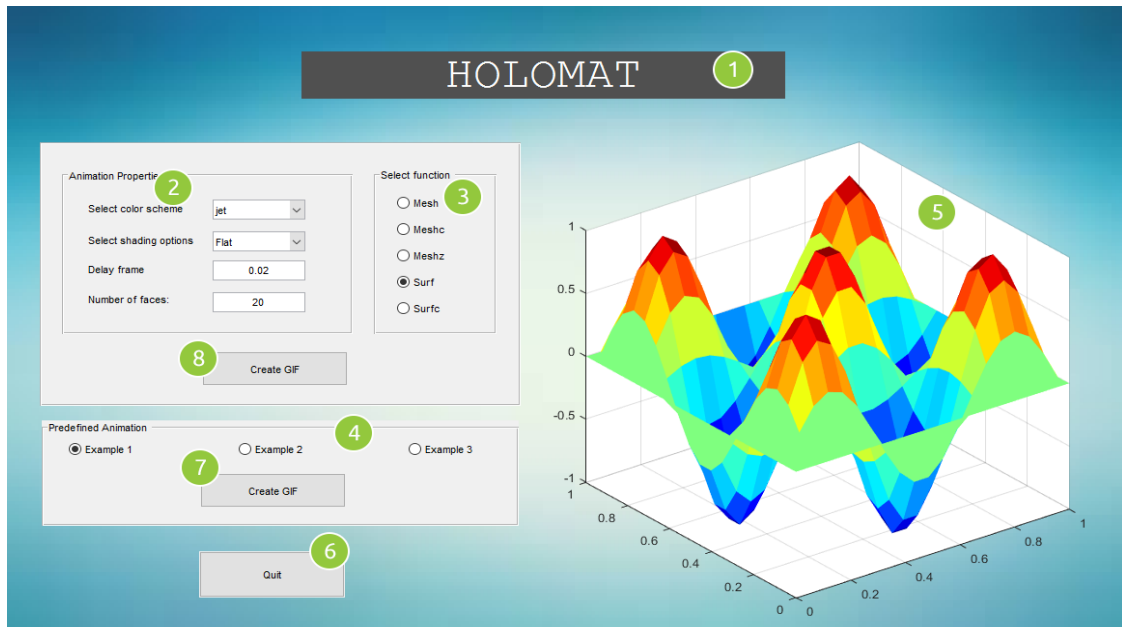 HOLOMAT 1
Animation Properties 2
Select color scheme jet
Select shading options Flat
Delay frame 0.02
Number of faces: 20
Select function 3
Mesh
Meshc
Meshz
Surf
Surfc
8 Create GIF
Predefined Animation 4
Example 1 Example 2 Example 3
7 Create GIF
6
Quit
5
1
0.5
0
-0.5
-1
1
0.8
0.6
0.4
0.2
0
0
0.2
0.4
0.6
0.8
1